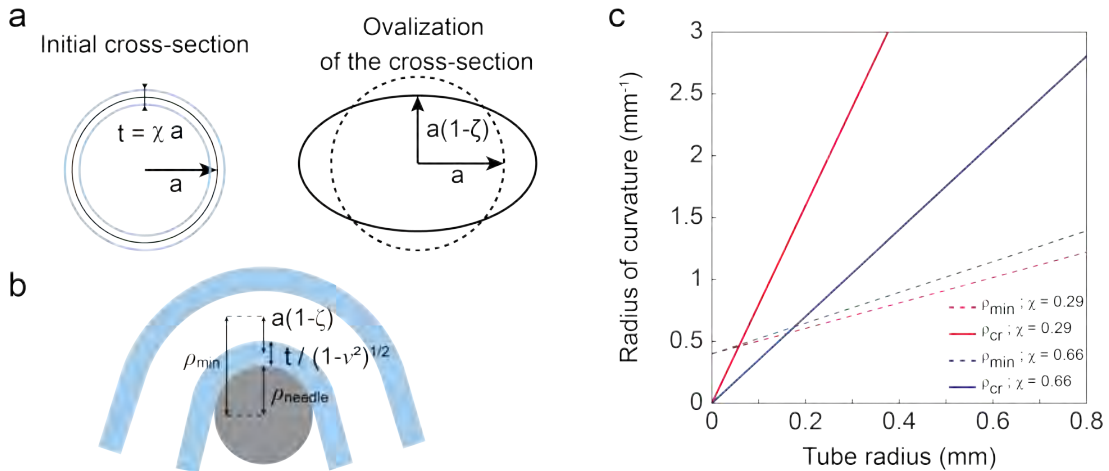 a
Initial cross-section
t = χ a
a
Ovalization
of the cross-section
a(1-ζ)
a
b
a(1-ζ)
t / (1-ν²)¹/²
ρmin
ρneedle
c
Radius of curvature (mm⁻¹)
3
2.5
2
1.5
1
0.5
0
0
0.2
0.4
0.6
0.8
Tube radius (mm)
ρmin ; χ = 0.29
ρcr ; χ = 0.29
ρmin ; χ = 0.66
ρcr ; χ = 0.66